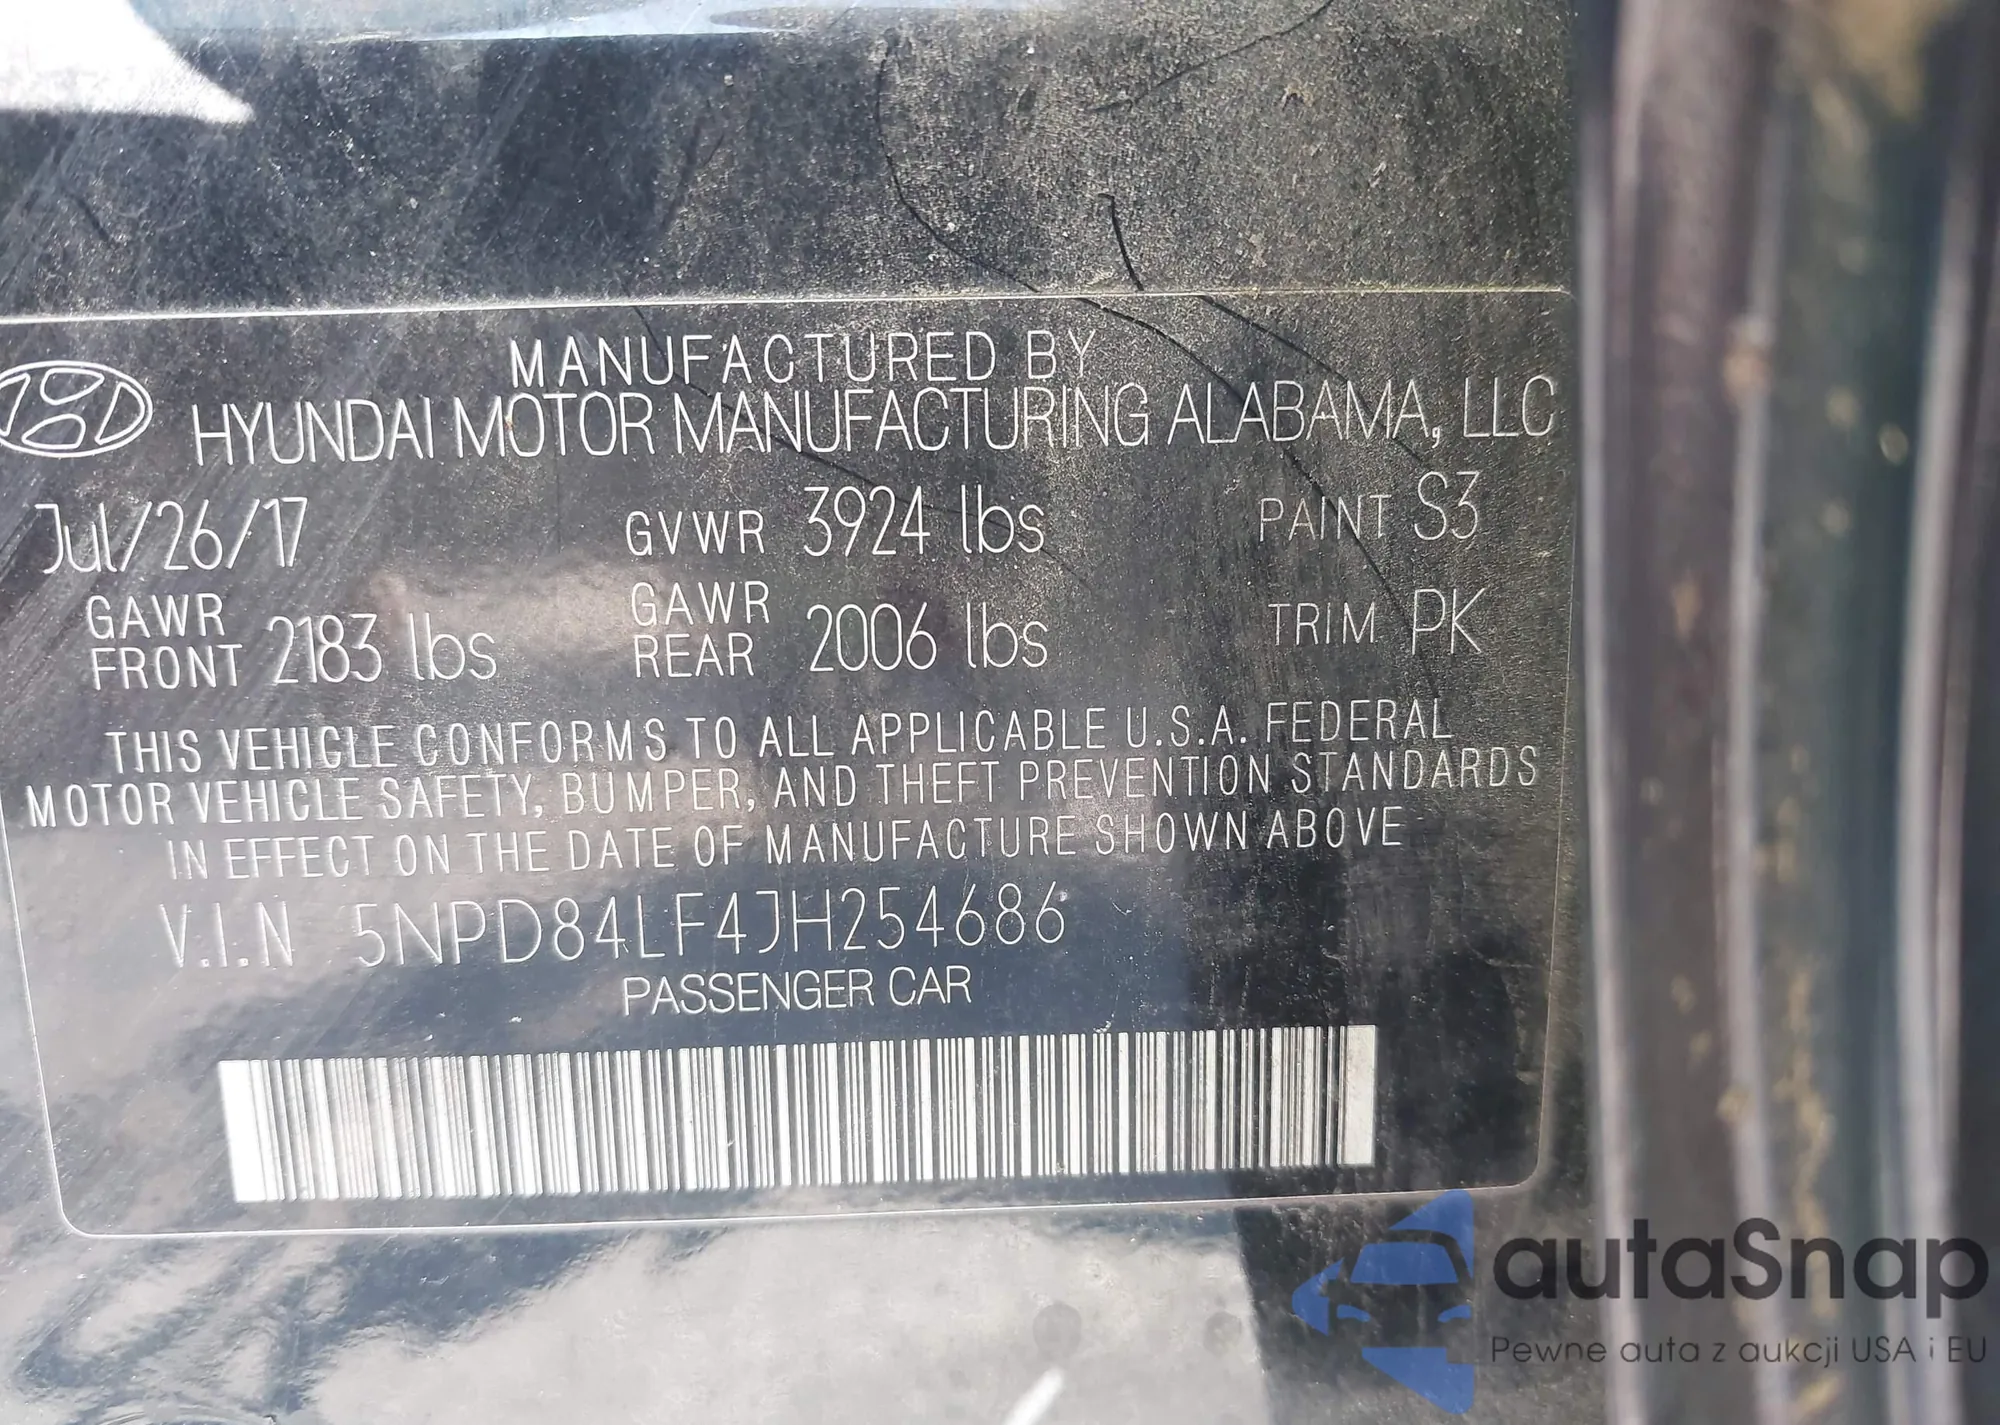 MANUFACTURED BY
HYUNDAI MOTOR MANUFACTURING ALABAMA, LLC
Jul/26/17 GVWR 3924 lbs PAINT S3
GAWR FRONT 2183 lbs GAWR REAR 2006 lbs TRIM PK
THIS VEHICLE CONFORMS TO ALL APPLICABLE U.S.A. FEDERAL
MOTOR VEHICLE SAFETY, BUMPER, AND THEFT PREVENTION STANDARDS
IN EFFECT ON THE DATE OF MANUFACTURE SHOWN ABOVE
V.I.N 5NPD84LF4JH254686
PASSENGER CAR
autaSnap
Pewne auta z aukcji USA i EU